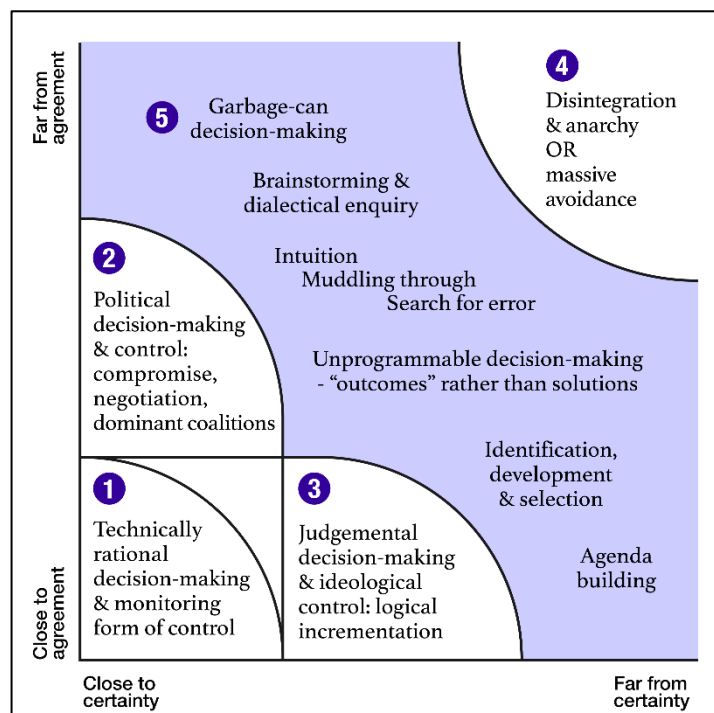 Far from
agreement
5
Garbage-can
decision-making
Brainstorming &
dialectical enquiry
Intuition
Muddling through
Search for error
Unprogrammable decision-making
- “outcomes” rather than solutions
Identification,
development
& selection
Agenda
building
4
Disintegration
& anarchy
OR
massive
avoidance
2
Political
decision-making
& control:
compromise,
negotiation,
dominant coalitions
1
Technically
rational
decision-making
& monitoring
form of control
3
Judgemental
decision-making
& ideological
control: logical
incrementation
Close to
agreement
Close to
certainty
Far from
certainty